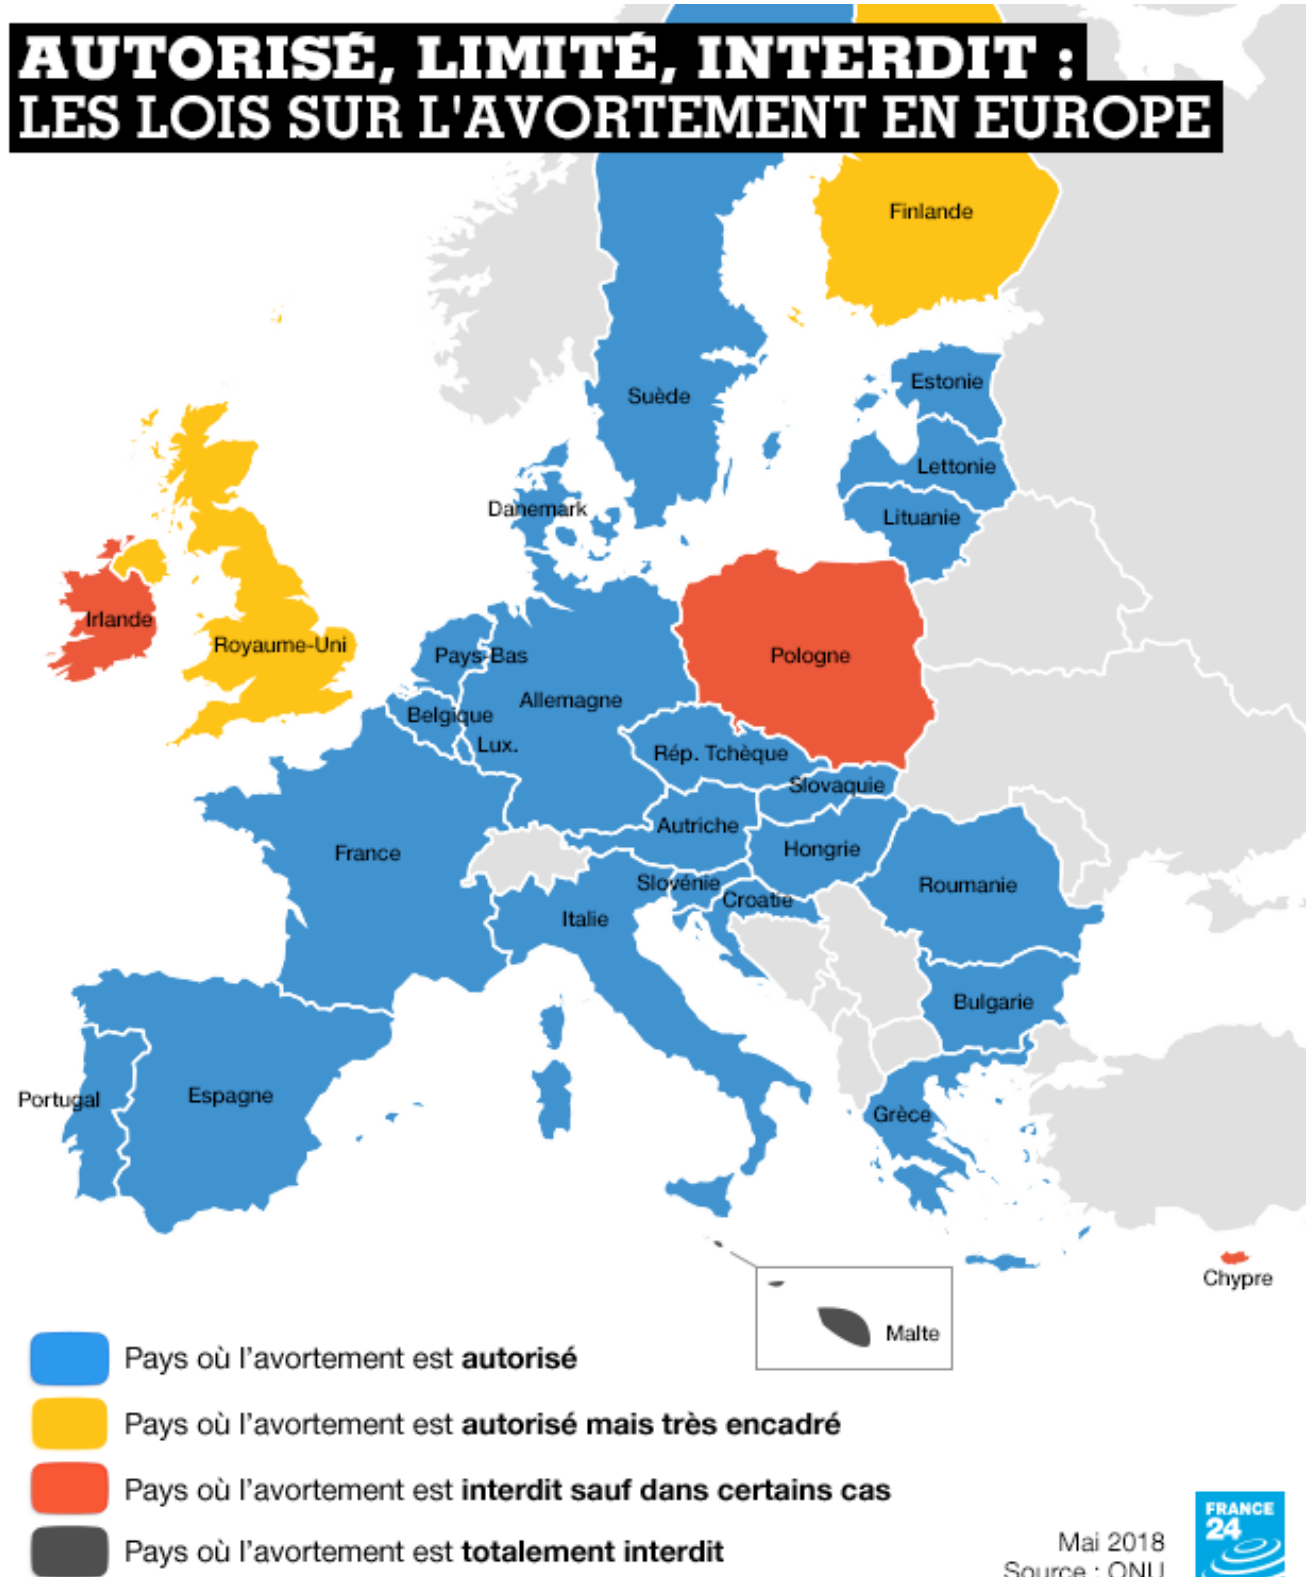 AUTORISÉ, LIMITÉ, INTERDIT :
LES LOIS SUR L'AVORTEMENT EN EUROPE
Finlande
Estonie
Suède
Lettonie
Danemark
Lituanie
Irlande
Royaume-Uni
Pays-Bas
Pologne
Allemagne
Belgique
Lux.
Rép. Tchèque
Slovaquie
Autriche
Hongrie
France
Slovénie
Roumanie
Croatie
Italie
Bulgarie
Portugal
Espagne
Grèce
Chypre
Malte
Pays où l'avortement est autorisé
Pays où l'avortement est autorisé mais très encadré
Pays où l'avortement est interdit sauf dans certains cas
Pays où l'avortement est totalement interdit
Mai 2018
Source : ONU
FRANCE
24